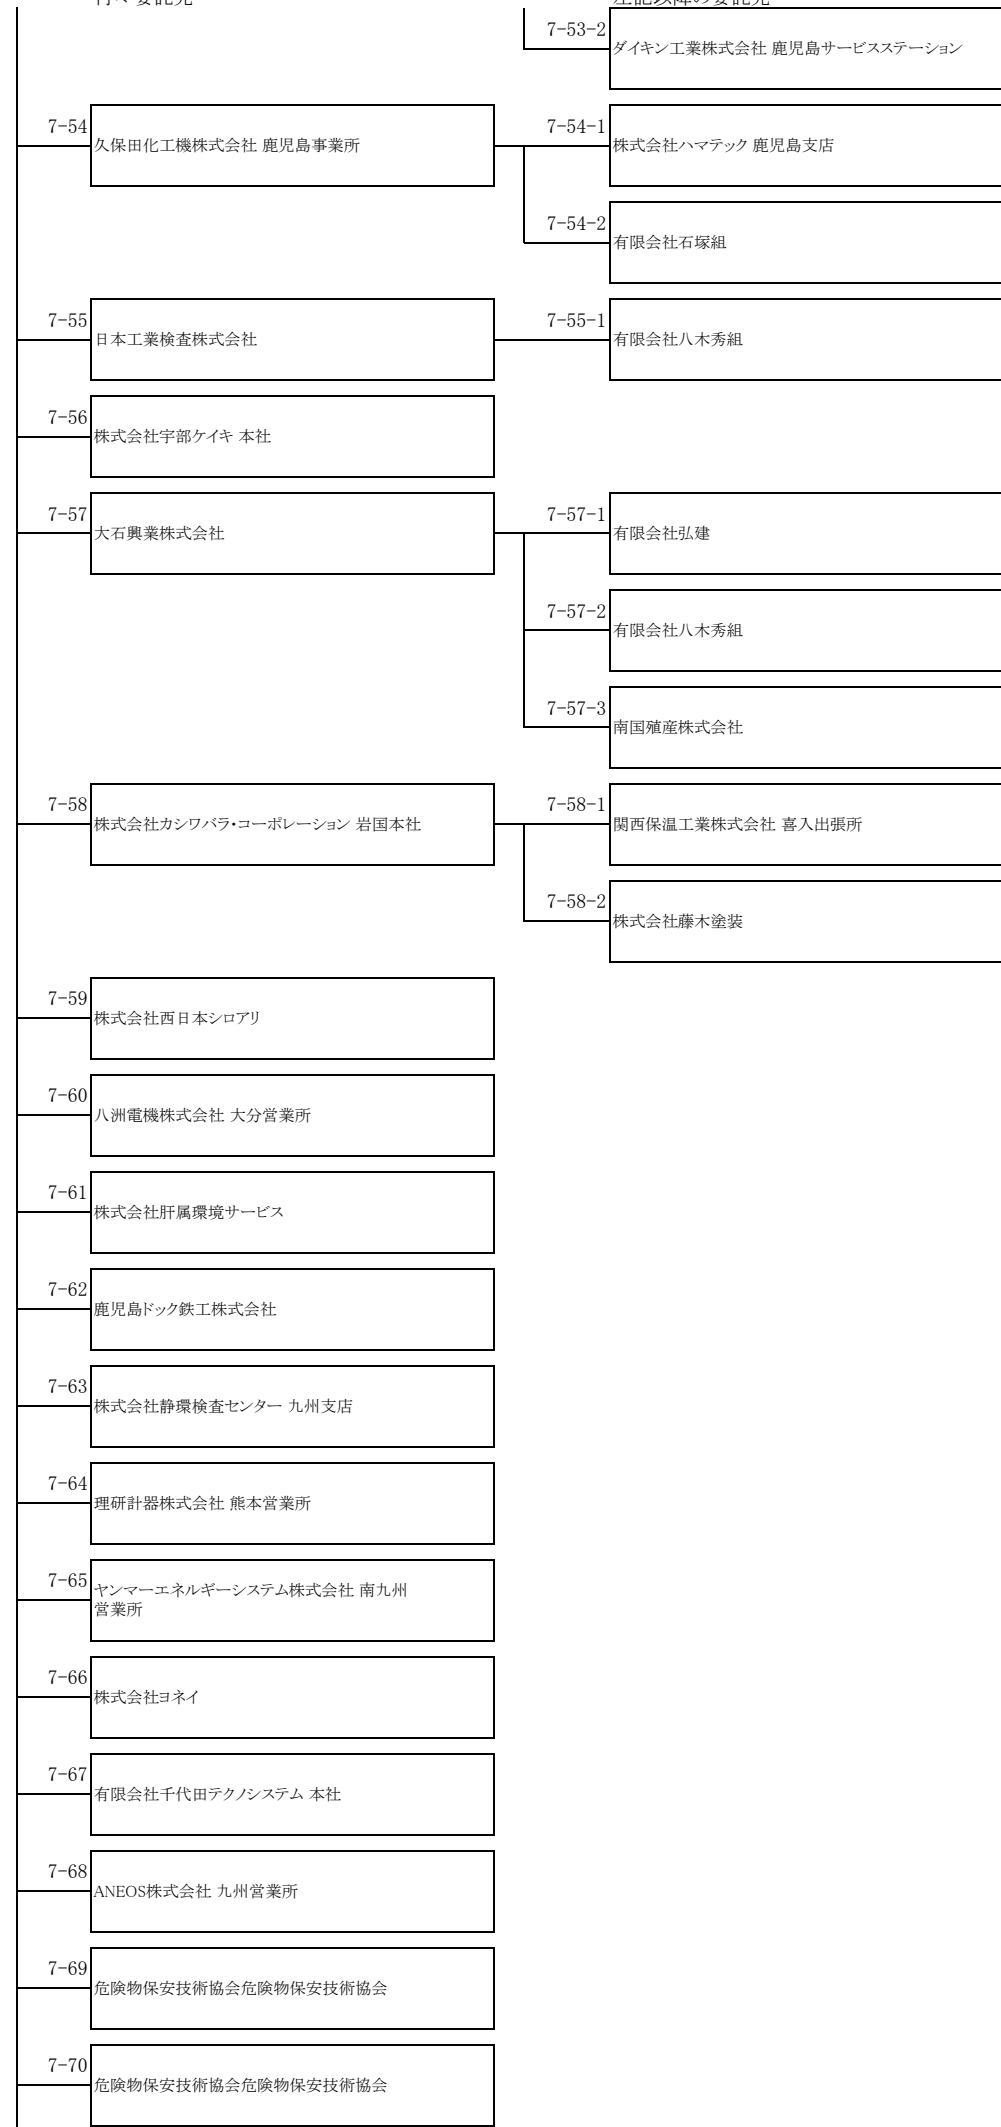 7-53-2
ダイキン工業株式会社 鹿児島サービスステーション
7-54
久保田化工機株式会社 鹿児島事業所
7-54-1
株式会社ハマテック 鹿児島支店
7-54-2
有限会社石塚組
7-55
日本工業検査株式会社
7-55-1
有限会社八木秀組
7-56
株式会社宇部ケイキ 本社
7-57
大石興業株式会社
7-57-1
有限会社弘建
7-57-2
有限会社八木秀組
7-57-3
南国殖産株式会社
7-58
株式会社カシワバラ・コーポレーション 岩国本社
7-58-1
関西保温工業株式会社 喜入出張所
7-58-2
株式会社藤木塗装
7-59
株式会社西日本シロアリ
7-60
八洲電機株式会社 大分営業所
7-61
株式会社肝属環境サービス
7-62
鹿児島ドック鉄工株式会社
7-63
株式会社静環検査センター 九州支店
7-64
理研計器株式会社 熊本営業所
7-65
ヤンマーエネルギーシステム株式会社 南九州
営業所
7-66
株式会社ヨネイ
7-67
有限会社千代田テクノシステム 本社
7-68
ANEOS株式会社 九州営業所
7-69
危険物保安技術協会危険物保安技術協会
7-70
危険物保安技術協会危険物保安技術協会